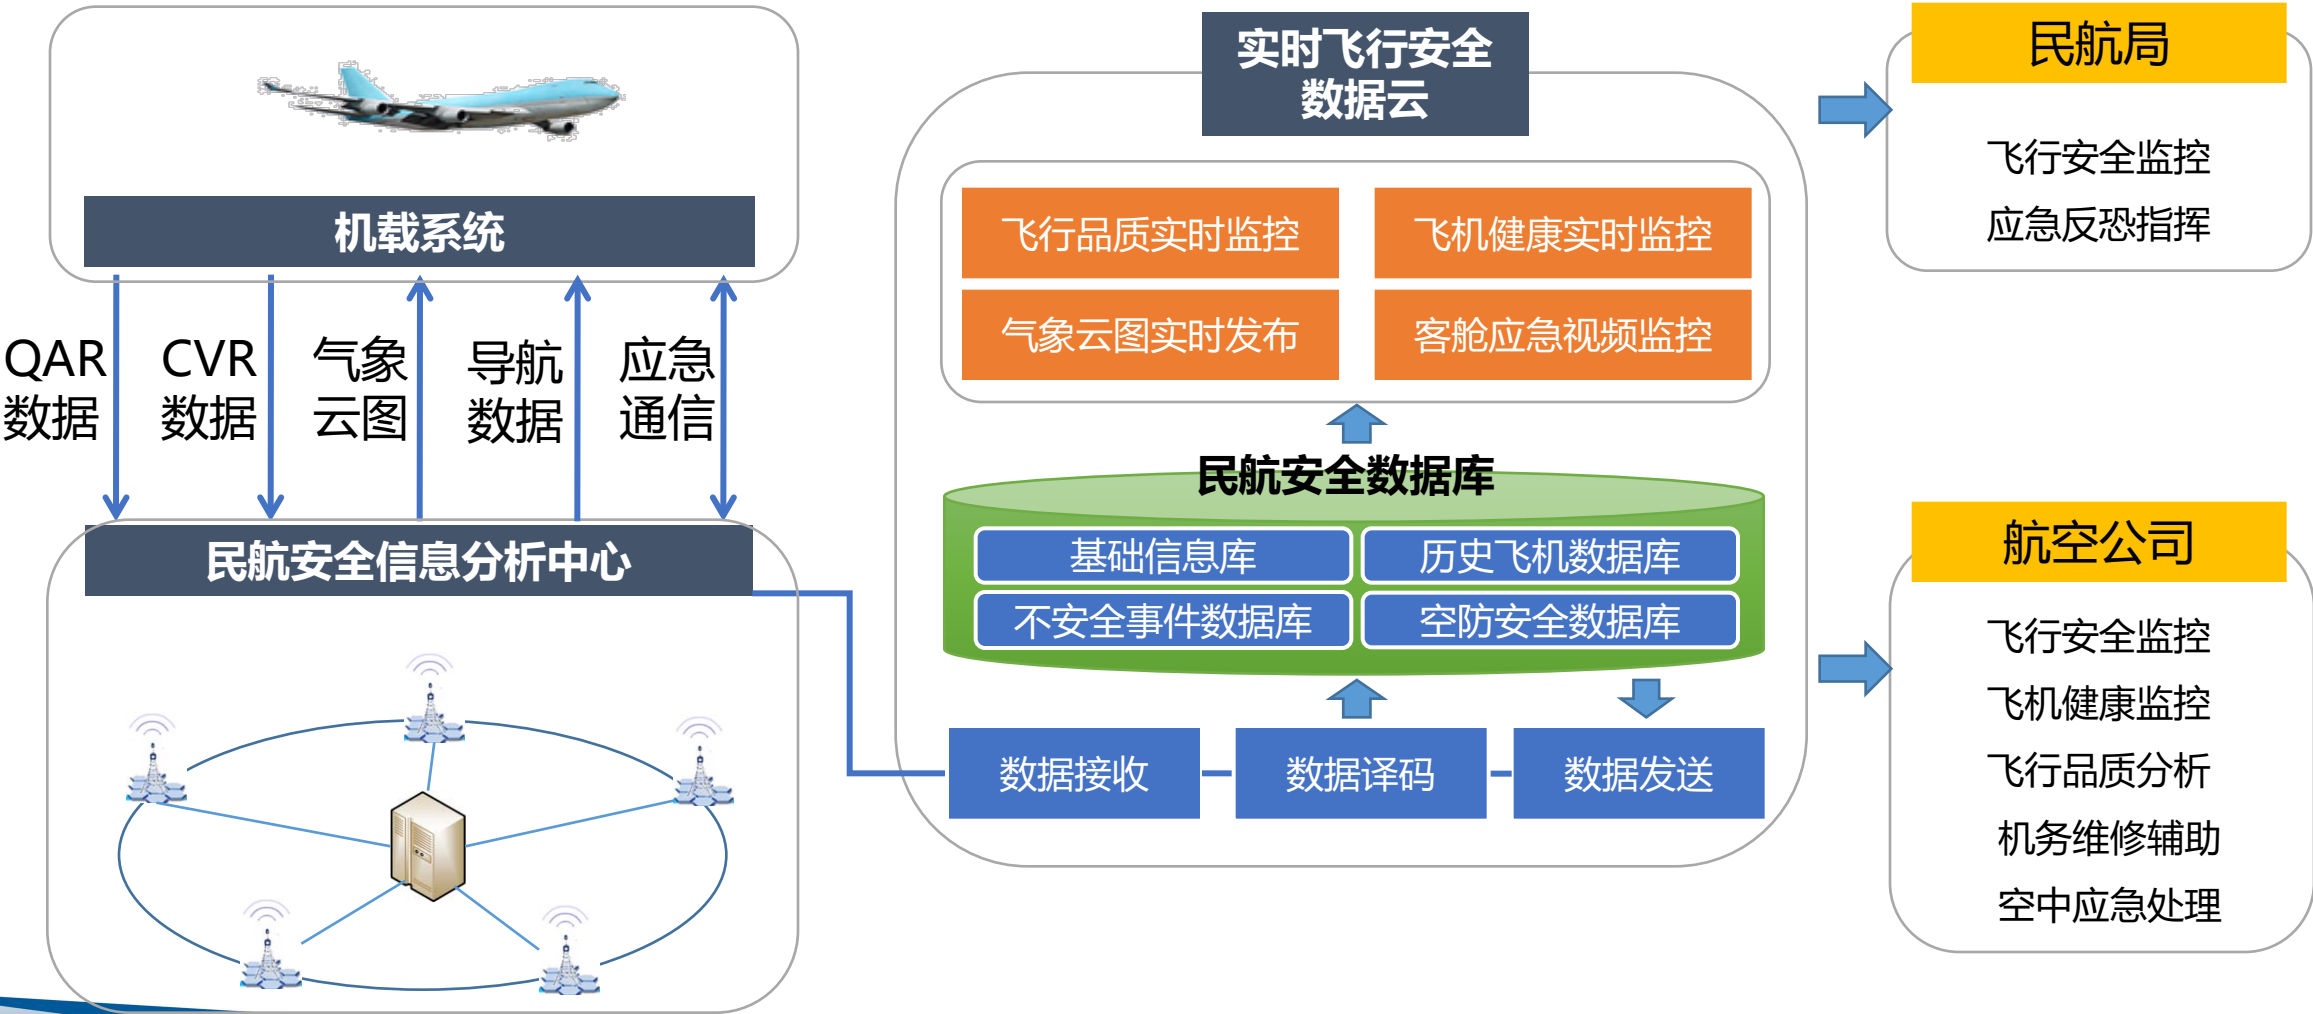 机载系统
QAR
数据
CVR
数据
气象
云图
导航
数据
应急
通信
民航安全信息分析中心
实时飞行安全
数据云
飞行品质实时监控
飞机健康实时监控
气象云图实时发布
客舱应急视频监控
民航安全数据库
基础信息库
历史飞机数据库
不安全事件数据库
空防安全数据库
数据接收
数据译码
数据发送
民航局
飞行安全监控
应急反恐指挥
航空公司
飞行安全监控
飞机健康监控
飞行品质分析
机务维修辅助
空中应急处理